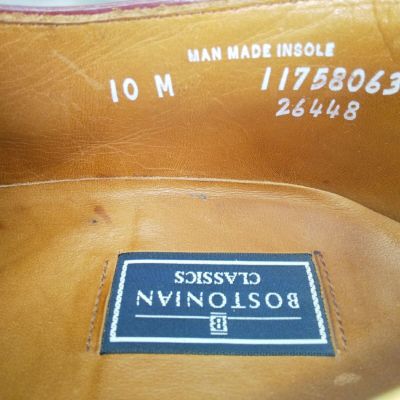 MAN MADE INSOLE
10 M 11758063
26448
B
BOSTONIAN
CLASSICS